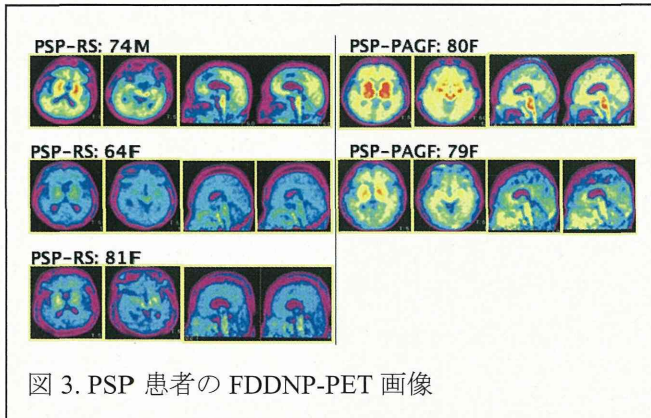 PSP-RS: 74M
PSP-PAGF: 80F
PSP-RS: 64F
PSP-PAGF: 79F
PSP-RS: 81F
図 3. PSP 患者の FDDNP-PET 画像